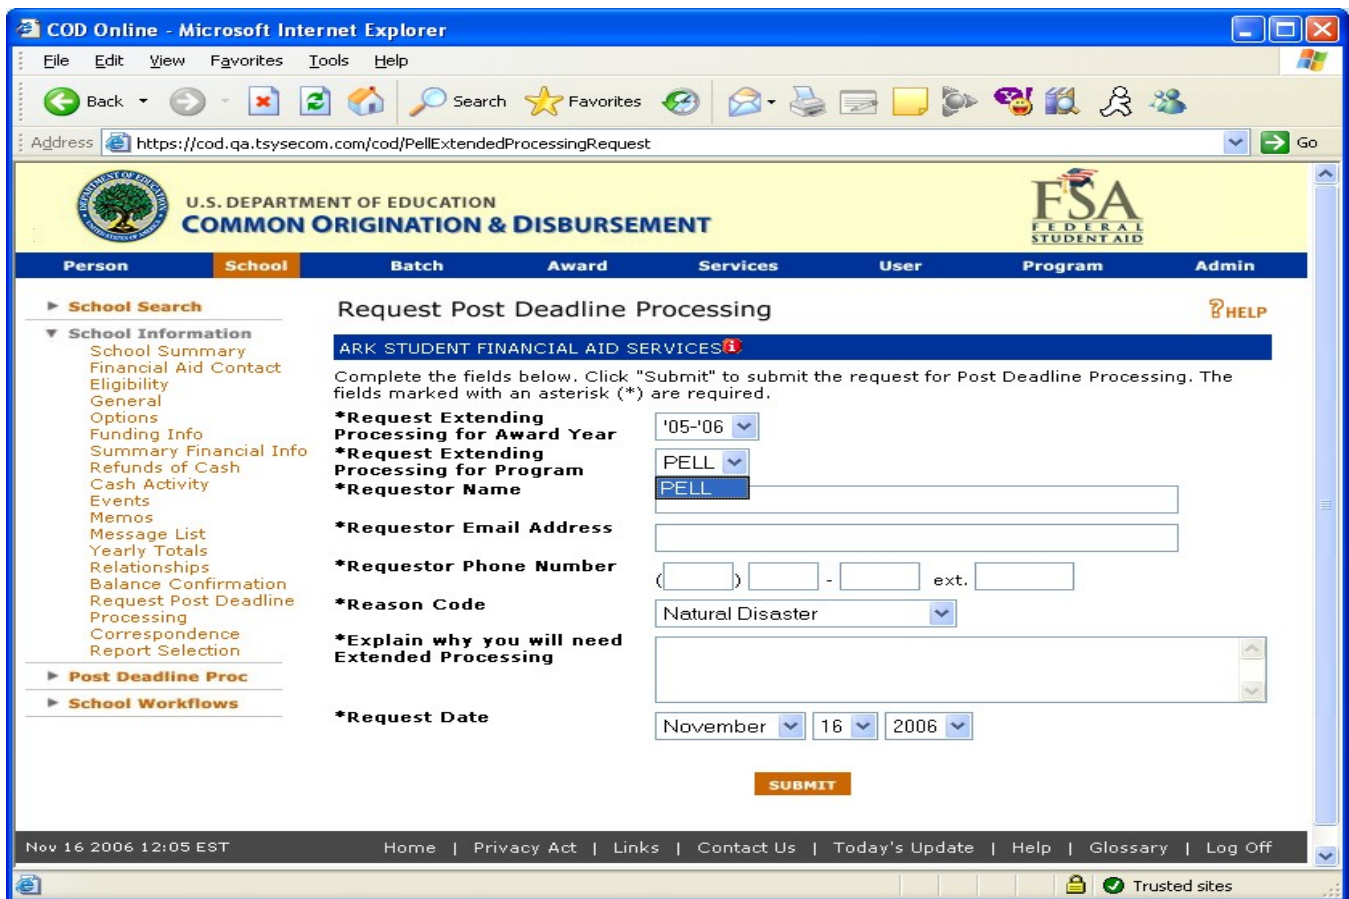 COD Online - Microsoft Internet Explorer
File Edit View Favorites Tools Help
Back Search Favorites
Address https://cod.qa.tsysecom.com/cod/PellExtendedProcessingRequest Go
U.S. DEPARTMENT OF EDUCATION
COMMON ORIGINATION & DISBURSEMENT
FSA
FEDERAL
STUDENT AID
Person School Batch Award Services User Program Admin
School Search
School Information
School Summary
Financial Aid Contact
Eligibility
General
Options
Funding Info
Summary Financial Info
Refunds of Cash
Cash Activity
Events
Memos
Message List
Yearly Totals
Relationships
Balance Confirmation
Request Post Deadline
Processing
Correspondence
Report Selection
Post Deadline Proc
School Workflows
Request Post Deadline Processing
? HELP
ARK STUDENT FINANCIAL AID SERVICES
Complete the fields below. Click "Submit" to submit the request for Post Deadline Processing. The
fields marked with an asterisk (*) are required.
*Request Extending
Processing for Award Year
'05-'06
*Request Extending
Processing for Program
PELL
PELL
*Requestor Name
*Requestor Email Address
*Requestor Phone Number
( ) - ext.
*Reason Code
Natural Disaster
*Explain why you will need
Extended Processing
*Request Date
November 16 2006
SUBMIT
Nov 16 2006 12:05 EST Home | Privacy Act | Links | Contact Us | Today's Update | Help | Glossary | Log Off
Trusted sites